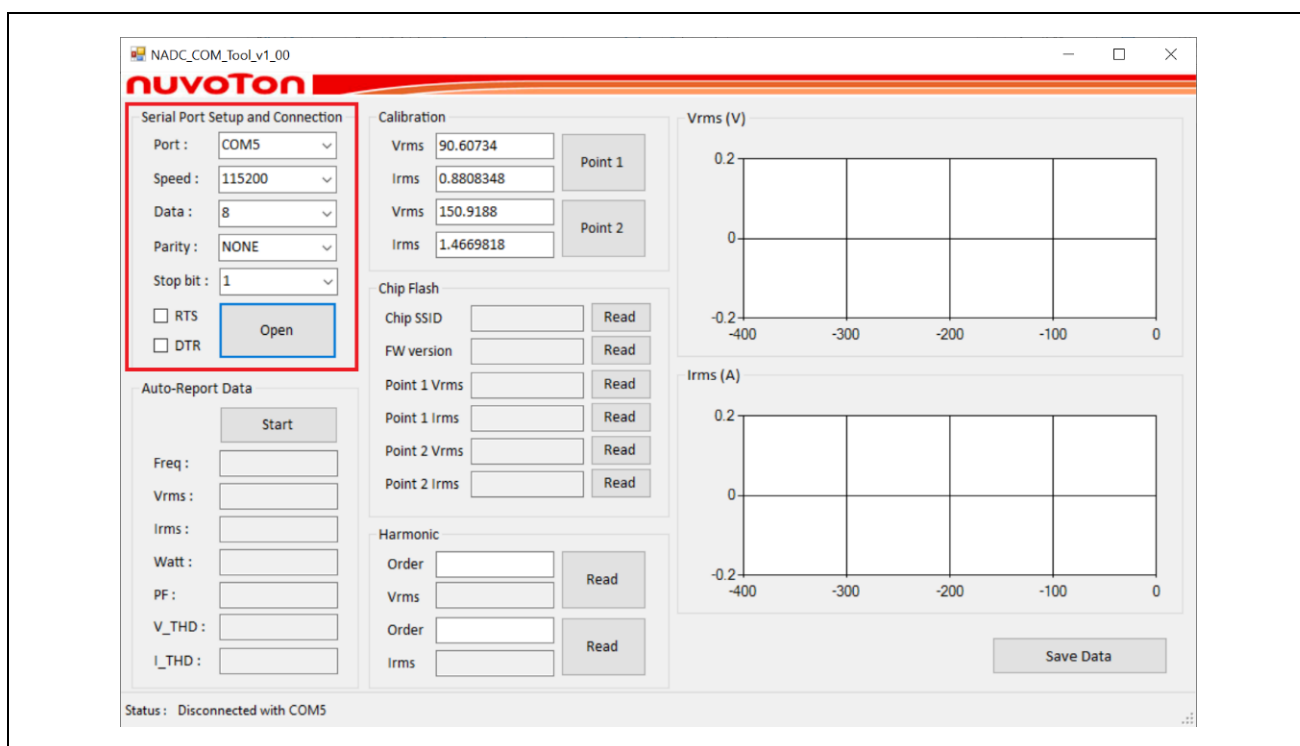 NADC_COM_Tool_v1_00
nuvoTon
Serial Port Setup and Connection
Port :
COM5
Speed :
115200
Data :
8
Parity :
NONE
Stop bit :
1
RTS
DTR
Open
Auto-Report Data
Start
Freq :
Vrms :
Irms :
Watt :
PF :
V_THD :
I_THD :
Calibration
Vrms 90.60734
Irms 0.8808348
Point 1
Vrms 150.9188
Irms 1.4669818
Point 2
Chip Flash
Chip SSID Read
FW version Read
Point 1 Vrms Read
Point 1 Irms Read
Point 2 Vrms Read
Point 2 Irms Read
Harmonic
Order
Vrms
Read
Order
Irms
Read
Vrms (V)
0.2
0
-0.2
-400 -300 -200 -100 0
Irms (A)
0.2
0
-0.2
-400 -300 -200 -100 0
Save Data
Status : Disconnected with COM5